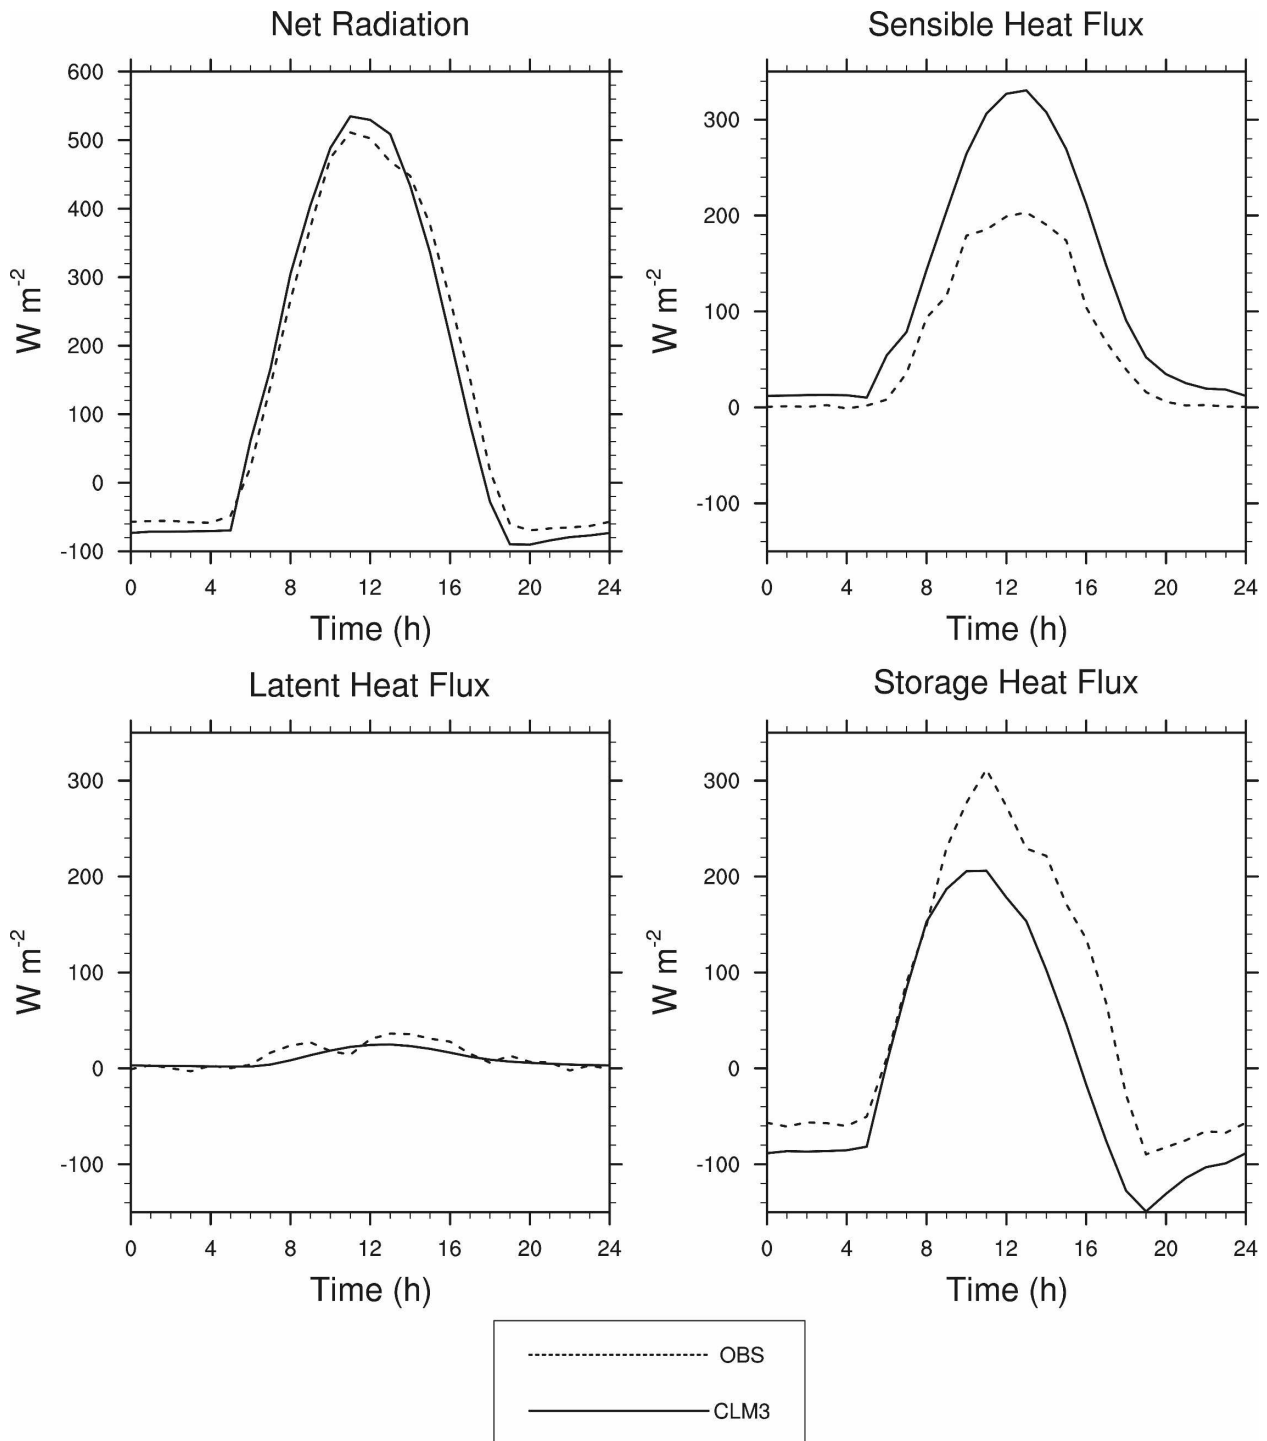 Net Radiation
600
500
400
300
200
100
0
-100
W m-2
0 4 8 12 16 20 24
Time (h)
Sensible Heat Flux
300
200
100
0
-100
W m-2
0 4 8 12 16 20 24
Time (h)
Latent Heat Flux
300
200
100
0
-100
W m-2
0 4 8 12 16 20 24
Time (h)
Storage Heat Flux
300
200
100
0
-100
W m-2
0 4 8 12 16 20 24
Time (h)
OBS
CLM3